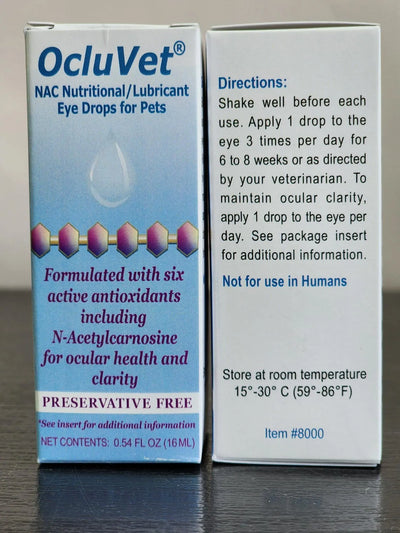 OcluVet®
NAC Nutritional/Lubricant
Eye Drops for Pets
Formulated with six
active antioxidants
including
N-Acetylcarnosine
for ocular health and
clarity
PRESERVATIVE FREE
*See insert for additional information
NET CONTENTS: 0.54 FL OZ (16 ML)
Directions:
Shake well before each
use. Apply 1 drop to the
eye 3 times per day for
6 to 8 weeks or as directed
by your veterinarian. To
maintain ocular clarity,
apply 1 drop to the eye per
day. See package insert
for additional information.
Not for use in Humans
Store at room temperature
15°-30° C (59°-86°F)
Item #8000